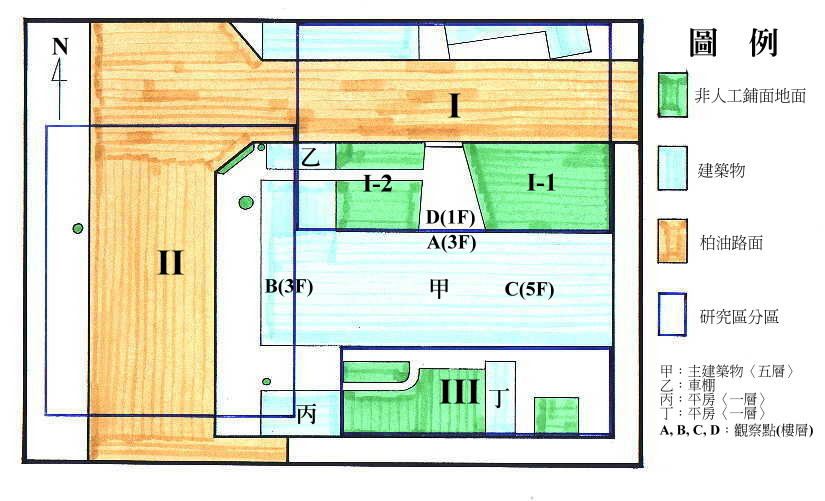 N
I
乙
I-2
I-1
D(1F)
A(3F)
II
B(3F)
甲
C(5F)
III
丙
丁
圖 例
非人工鋪面地面
建築物
柏油路面
研究區分區
甲：主建築物〈五層〉
乙：車棚
丙：平房〈一層〉
丁：平房〈一層〉
A, B, C, D：觀察點(樓層)